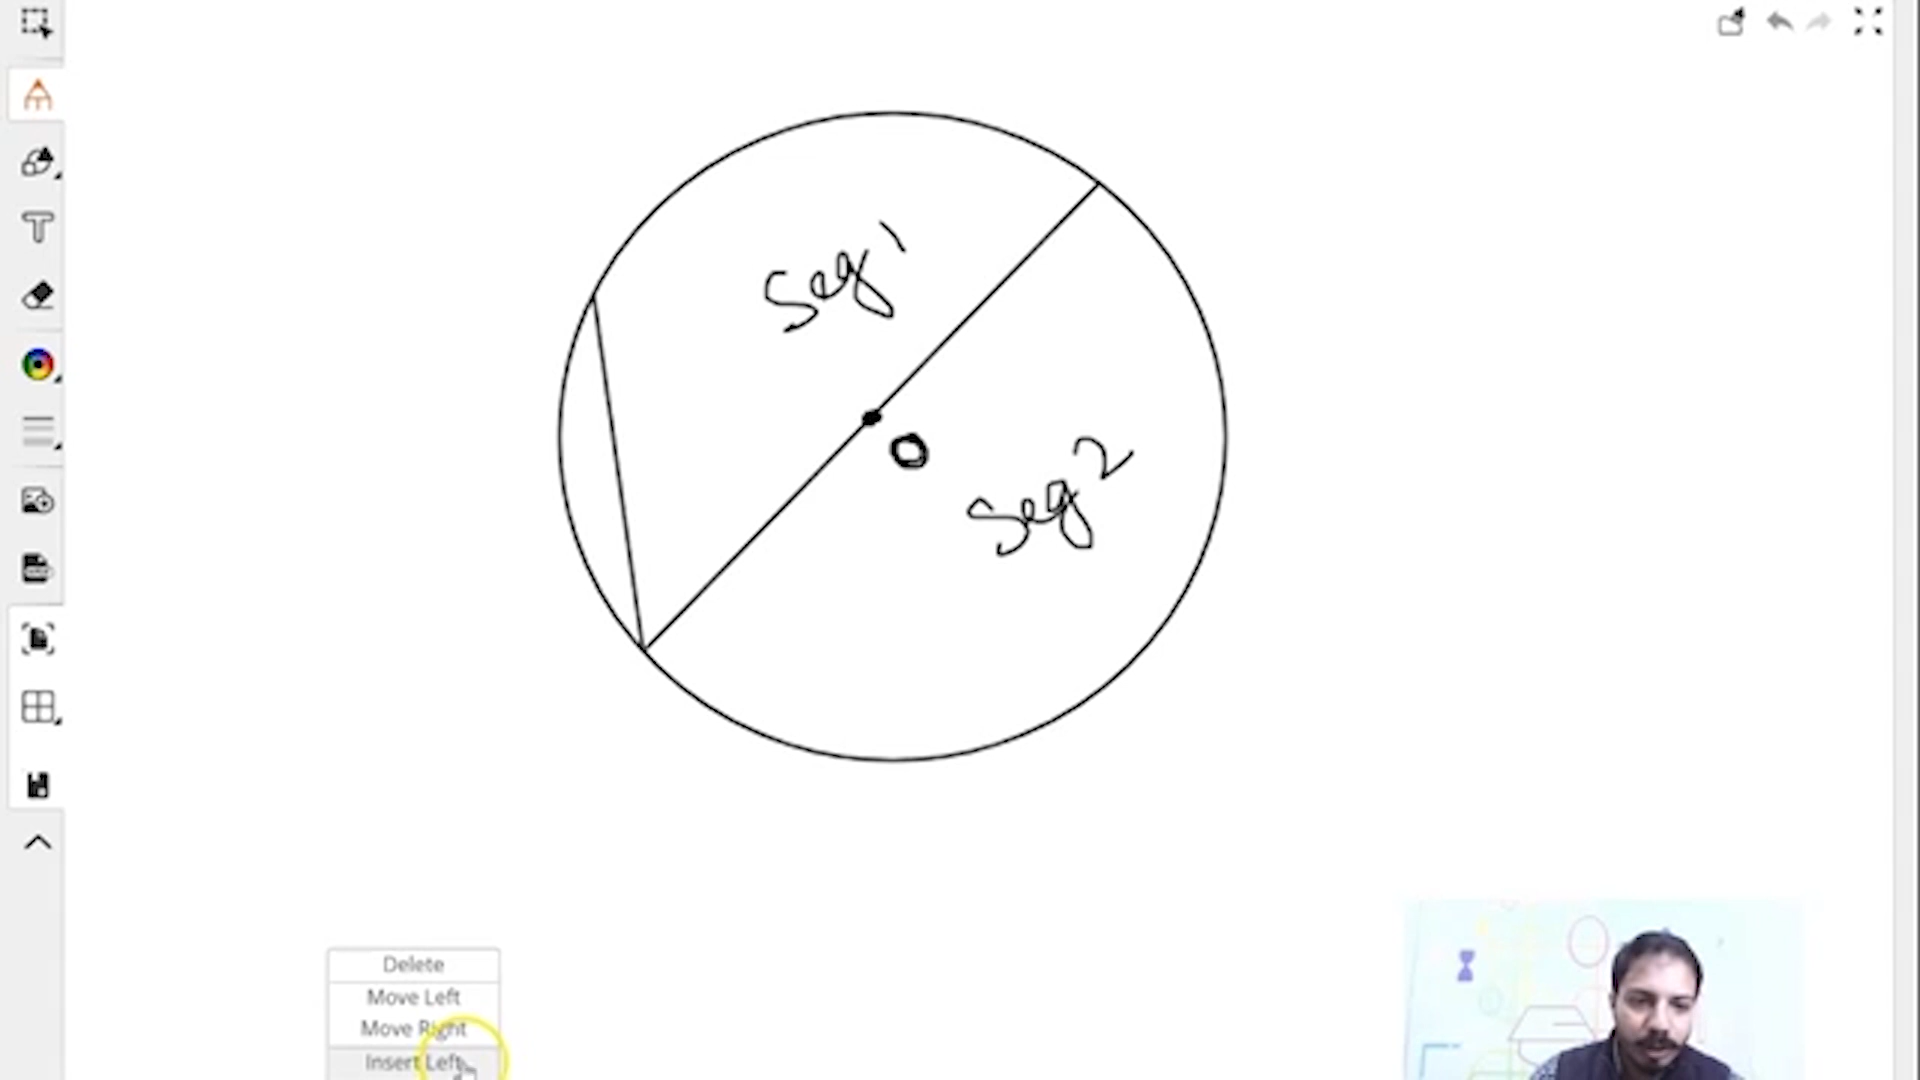 Seg 1
O
Seg 2
Delete
Move Left
Move Right
Insert Left